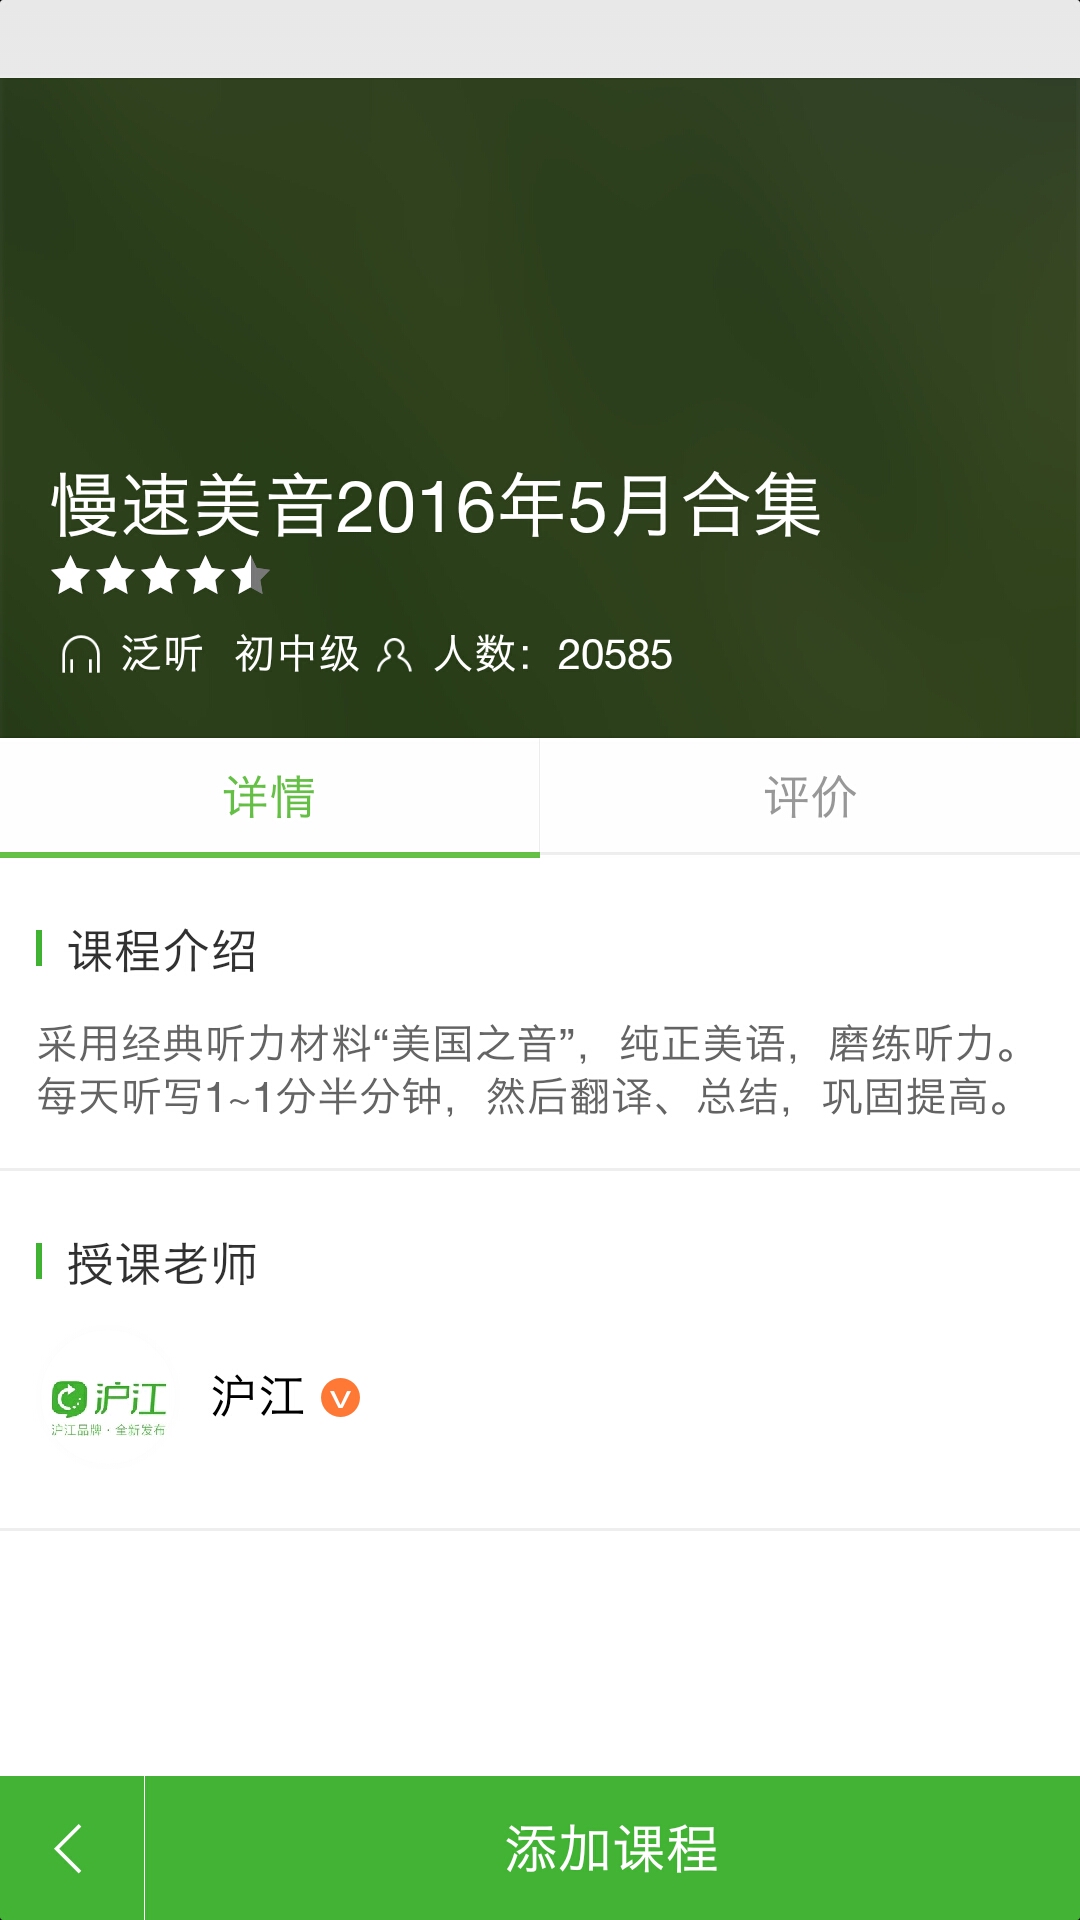 慢速美音2016年5月合集
泛听 初中级 人数：20585
详情
评价
课程介绍
采用经典听力材料“美国之音”，纯正美语，磨练听力。
每天听写1~1分半分钟，然后翻译、总结，巩固提高。
授课老师
沪江
沪江品牌·全新发布
沪江 V
添加课程